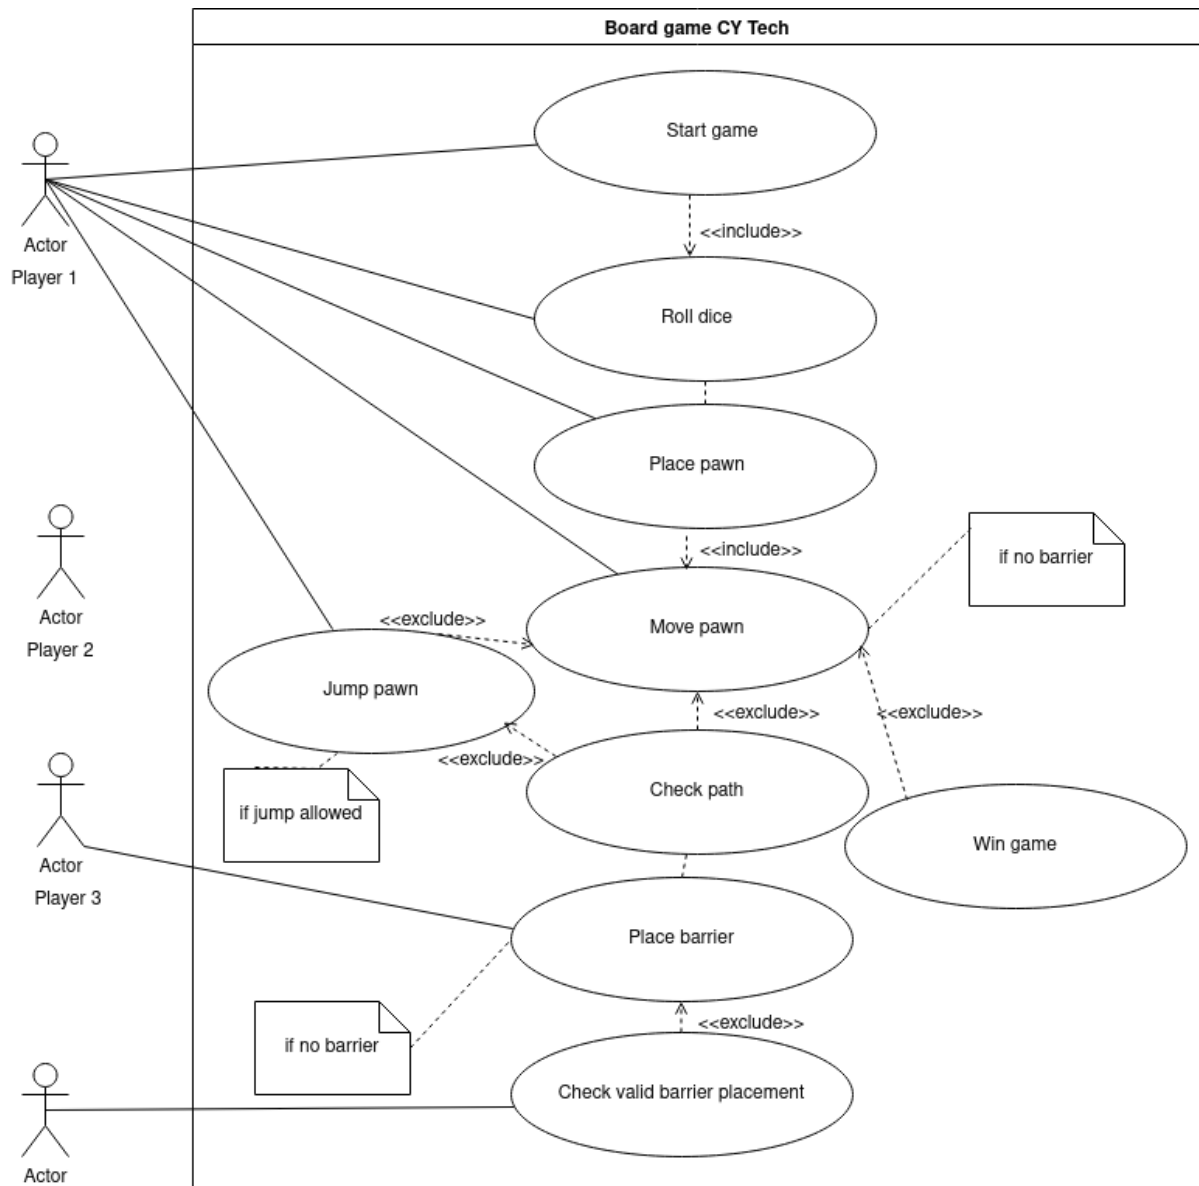 Board game CY Tech
Start game
Actor
Player 1
<<include>>
Roll dice
Place pawn
<<include>>
if no barrier
Actor
Player 2
<<exclude>>
Move pawn
Jump pawn
<<exclude>>
<<exclude>>
<<exclude>>
Check path
if jump allowed
Win game
Actor
Player 3
Place barrier
<<exclude>>
if no barrier
Check valid barrier placement
Actor